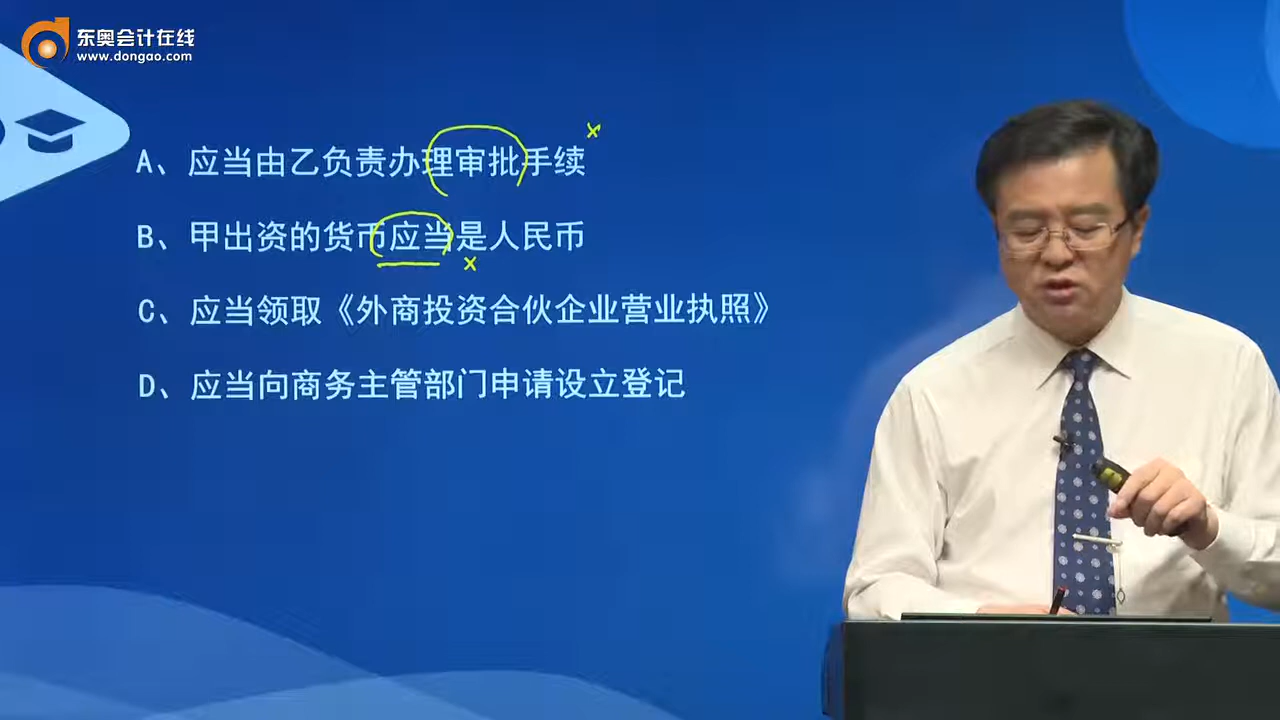 东奥会计在线
www.dongao.com
A、应当由乙负责办理审批手续
B、甲出资的货币应当是人民币
C、应当领取《外商投资合伙企业营业执照》
D、应当向商务主管部门申请设立登记